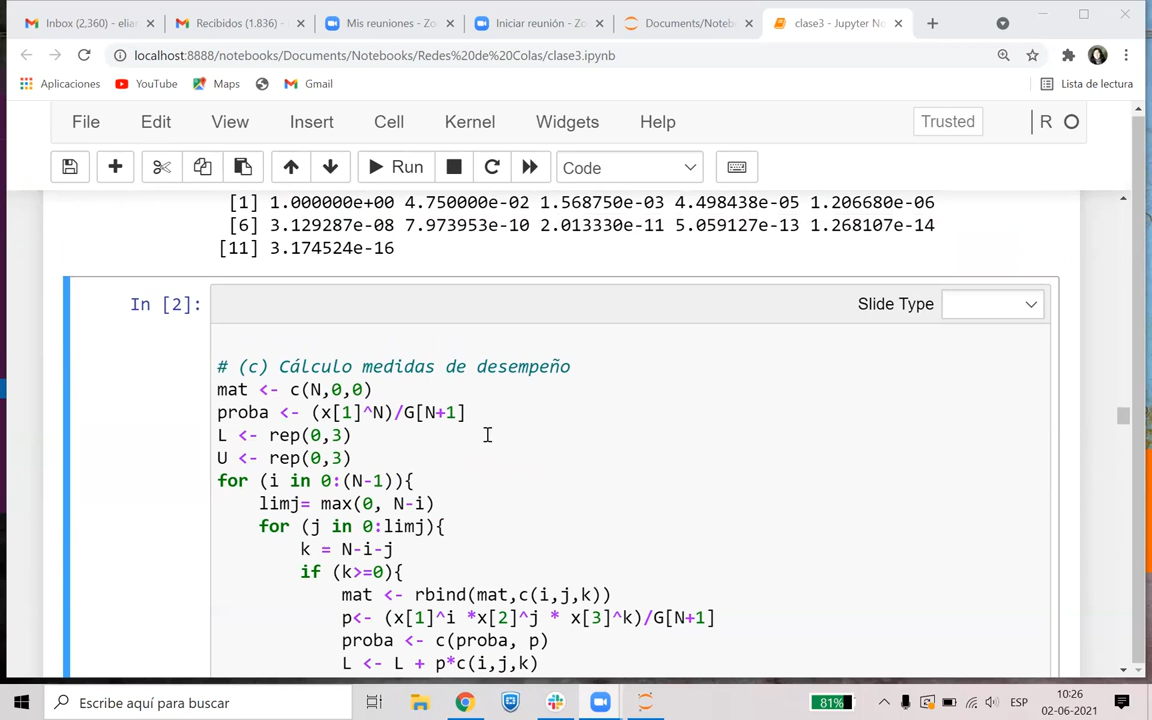 Inbox (2,360) - elia
Recibidos (1.836) -
Mis reuniones - Zo
Iniciar reunión - Zo
Documents/Noteb
clase3 - Jupyter No
localhost:8888/notebooks/Documents/Notebooks/Redes%20de%20Colas/clase3.ipynb
Aplicaciones YouTube Maps Gmail Lista de lectura
File Edit View Insert Cell Kernel Widgets Help Trusted R
Run Code
[1] 1.000000e+00 4.750000e-02 1.568750e-03 4.498438e-05 1.206680e-06
[6] 3.129287e-08 7.973953e-10 2.013330e-11 5.059127e-13 1.268107e-14
[11] 3.174524e-16
In [2]:
Slide Type
# (c) Cálculo medidas de desempeño
mat <- c(N,0,0)
proba <- (x[1]^N)/G[N+1]
L <- rep(0,3)
U <- rep(0,3)
for (i in 0:(N-1)){
limj= max(0, N-i)
for (j in 0:limj){
k = N-i-j
if (k>=0){
mat <- rbind(mat,c(i,j,k))
p<- (x[1]^i *x[2]^j * x[3]^k)/G[N+1]
proba <- c(proba, p)
L <- L + p*c(i,j,k)
Escribe aquí para buscar
81%
ESP
10:26
02-06-2021